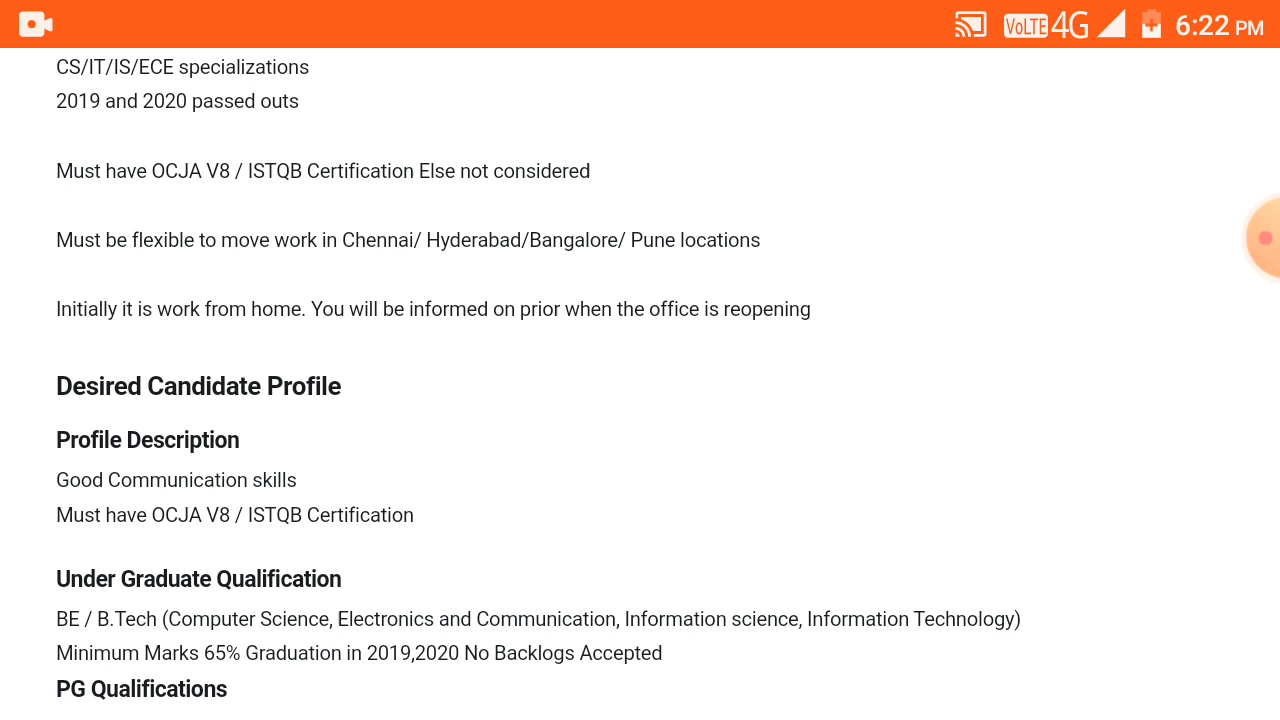 VoLTE 4G 6:22 PM
CS/IT/IS/ECE specializations
2019 and 2020 passed outs
Must have OCJA V8 / ISTQB Certification Else not considered
Must be flexible to move work in Chennai/ Hyderabad/Bangalore/ Pune locations
Initially it is work from home. You will be informed on prior when the office is reopening
Desired Candidate Profile
Profile Description
Good Communication skills
Must have OCJA V8 / ISTQB Certification
Under Graduate Qualification
BE / B.Tech (Computer Science, Electronics and Communication, Information science, Information Technology)
Minimum Marks 65% Graduation in 2019,2020 No Backlogs Accepted
PG Qualifications